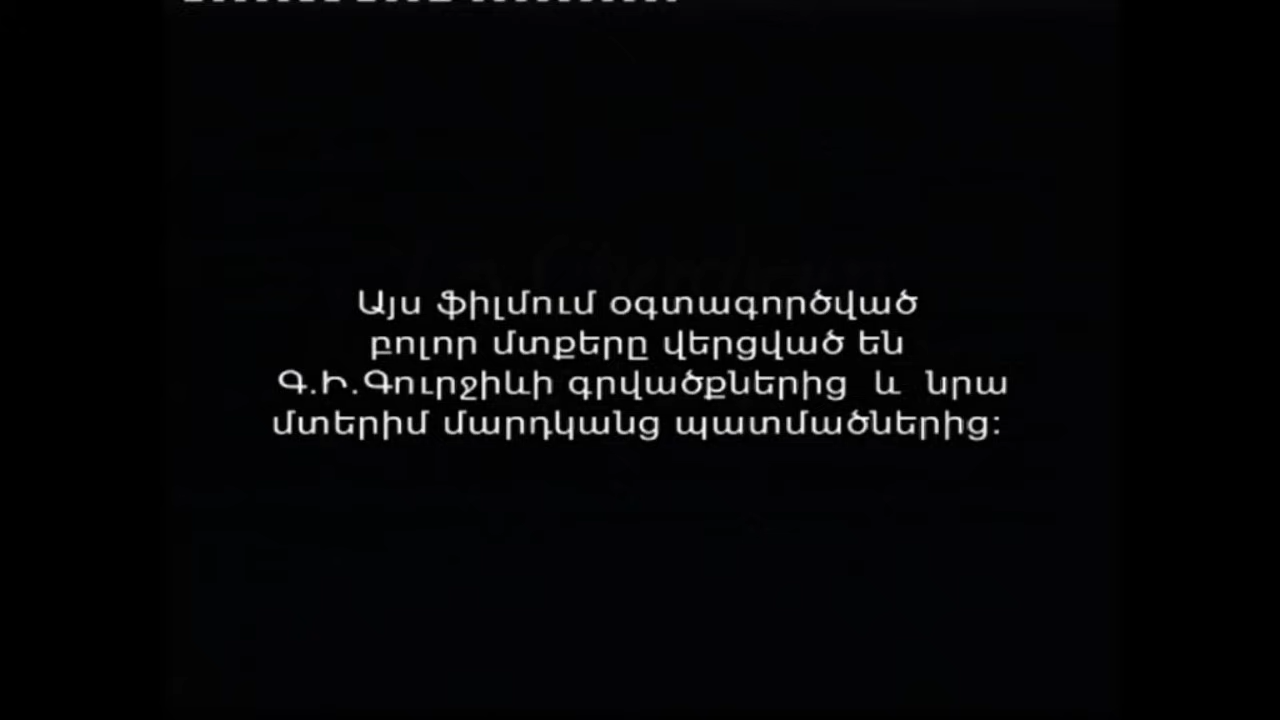 Այս ֆիլմում օգտագործված
բոլոր մտքերը վերցված են
Գ.Ի.Գուրջիևի գրվածքներից և նրա
մտերիմ մարդկանց պատմածներից: